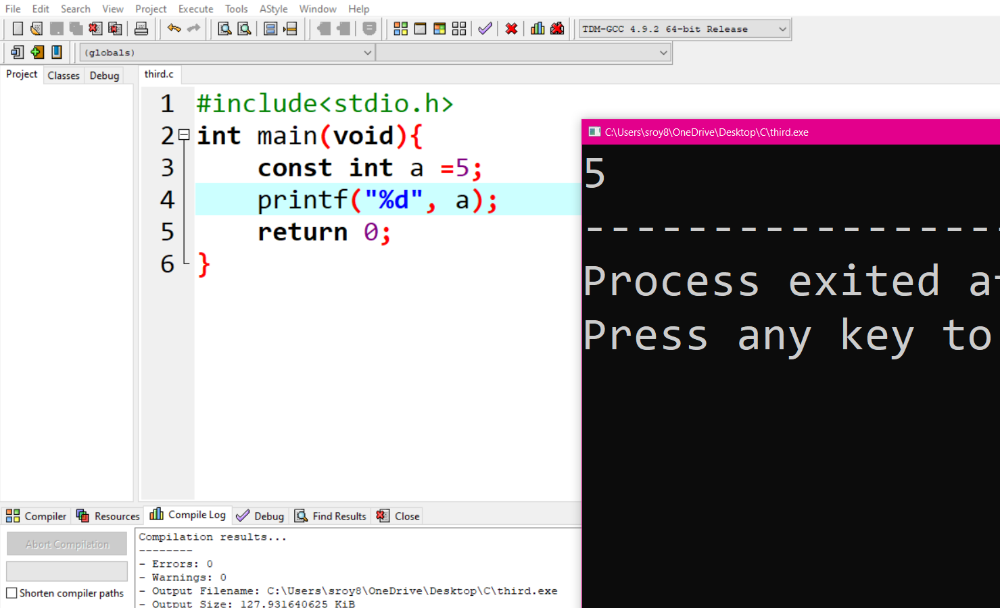 File Edit Search View Project Execute Tools AStyle Window Help
TDM-GCC 4.9.2 64-bit Release
(globals)
Project Classes Debug
third.c
1 #include<stdio.h>
2 int main(void){
3 const int a =5;
4 printf("%d", a);
5 return 0;
6 }
C:\Users\sroy8\OneDrive\Desktop\C\third.exe
5
------------------
Process exited
Press any key to
Compiler Resources Compile Log Debug Find Results Close
Abort Compilation
Shorten compiler paths
Compilation results...
--------
- Errors: 0
- Warnings: 0
- Output Filename: C:\Users\sroy8\OneDrive\Desktop\C\third.exe
- Output Size: 127.931640625 KiB